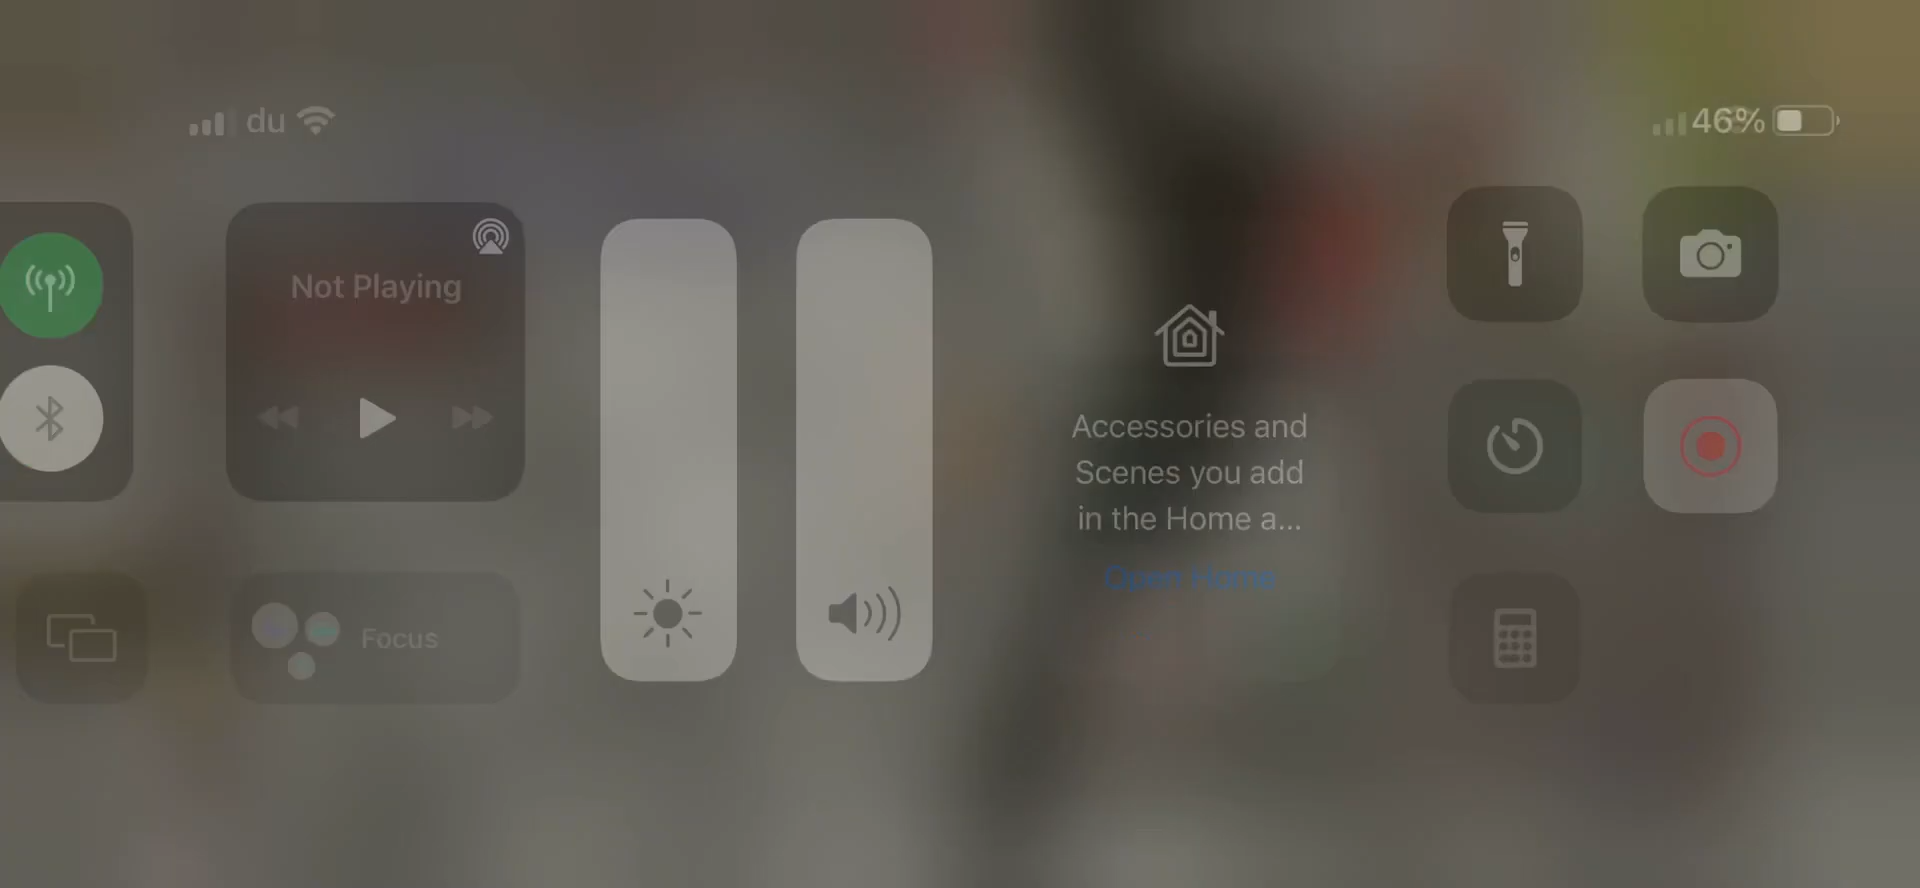 du
46%
Not Playing
Accessories and
Scenes you add
in the Home a...
Open Home
Focus